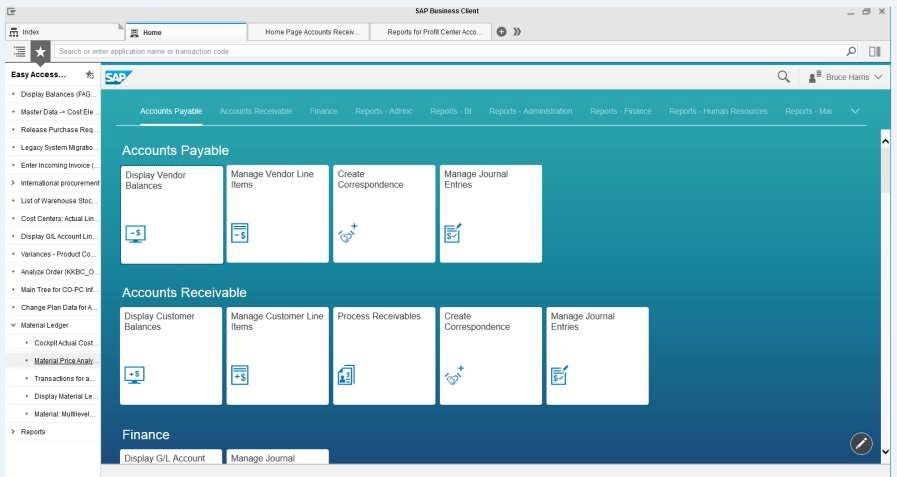 SAP Business Client
Index
Home
Home Page Accounts Receiv...
Reports for Profit Center Acco...
Search or enter application name or transaction code
Easy Access...
SAP
Bruce Harris
Display Balances (FAG...
Master Data -> Cost Ele...
Release Purchase Req...
Legacy System Migratio...
Enter Incoming Invoice (...
International procurement
List of Warehouse Stoc...
Cost Centers: Actual Lin...
Display G/L Account Lin...
Variances - Product Co...
Analyze Order (KKBC_O...
Main Tree for CO-PC Inf...
Change Plan Data for A...
Material Ledger
Cockpit Actual Cost...
Material Price Analy...
Transactions for a...
Display Material Le...
Material: Multilevel...
Reports
Accounts Payable
Accounts Receivable
Finance
Reports - AdHoc
Reports - BI
Reports - Administration
Reports - Finance
Reports - Human Resources
Reports - Mai
Accounts Payable
Display Vendor
Balances
Manage Vendor Line
Items
Create
Correspondence
Manage Journal
Entries
Accounts Receivable
Display Customer
Balances
Manage Customer Line
Items
Process Receivables
Create
Correspondence
Manage Journal
Entries
Finance
Display G/L Account
Manage Journal